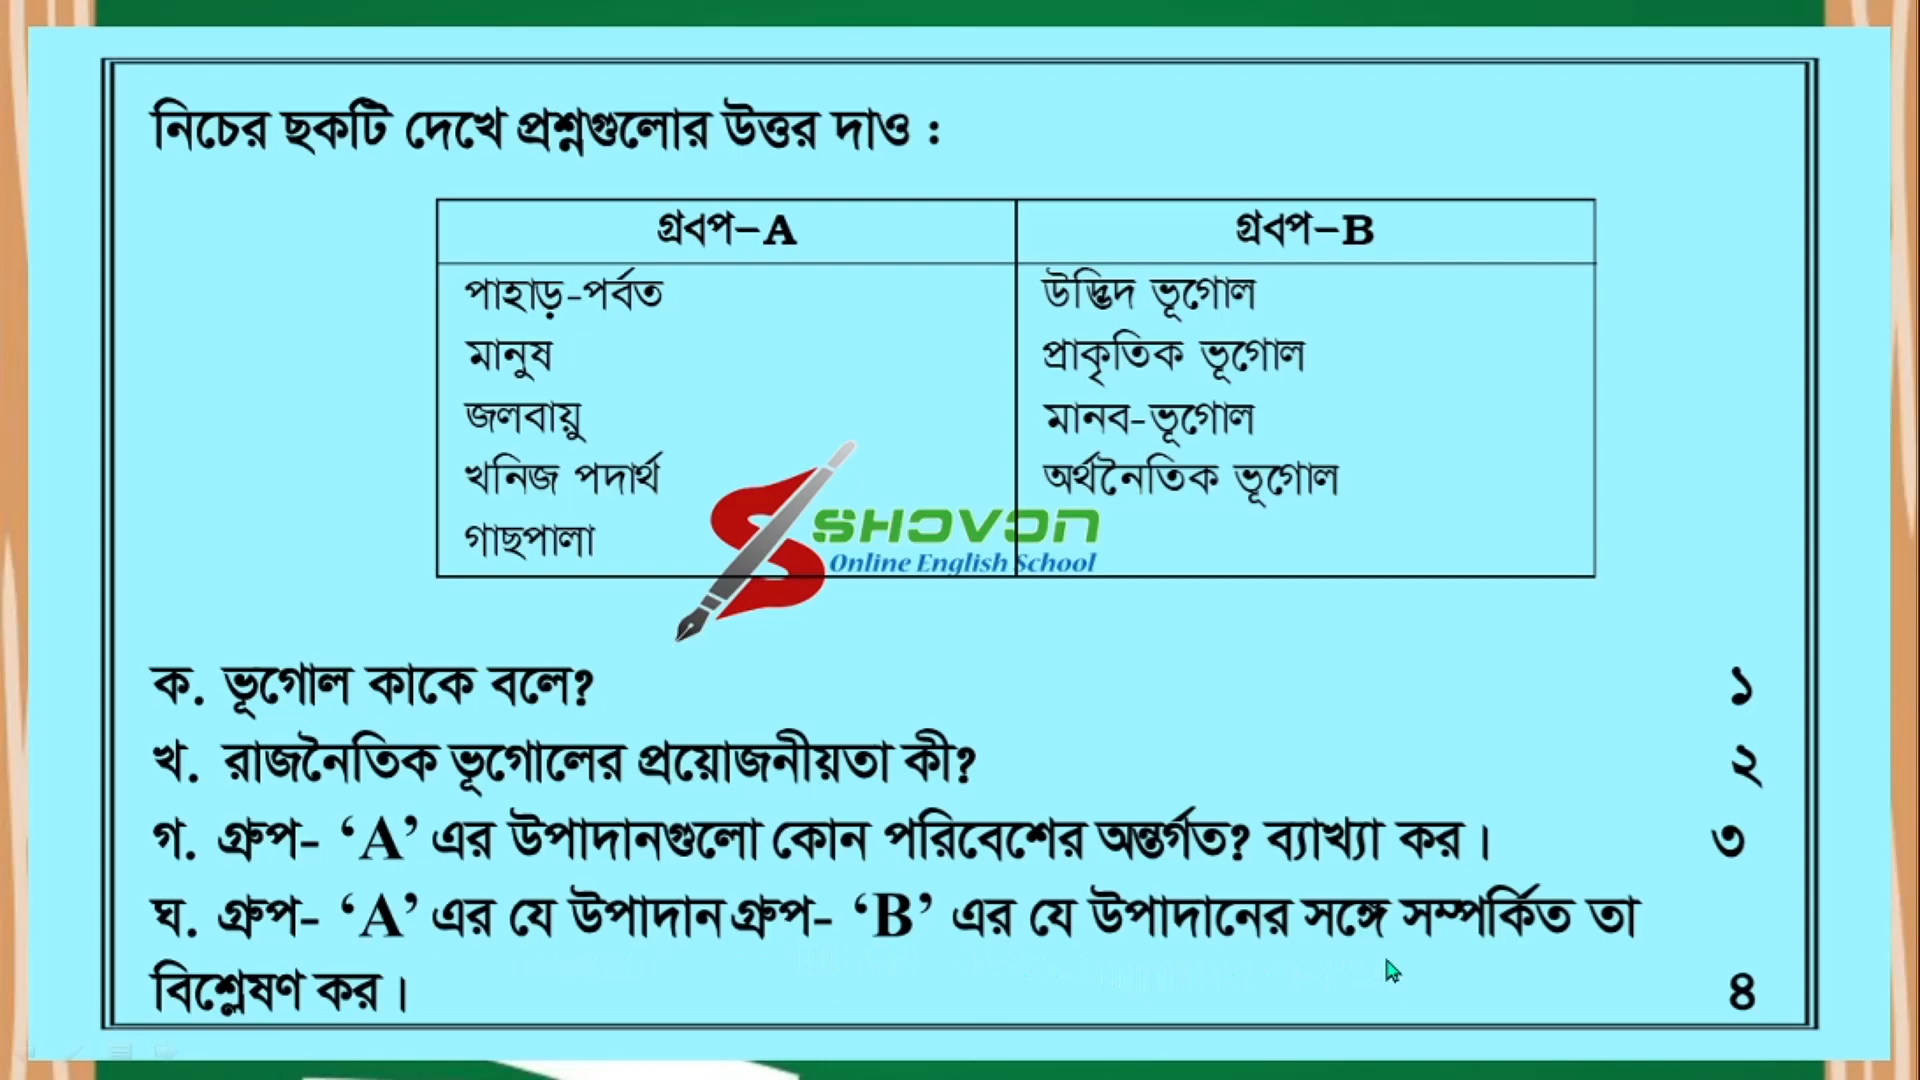 নিচের ছকটি দেখে প্রশ্নগুলোর উত্তর দাও :
গ্রবপ–A গ্রবপ–B
পাহাড়-পর্বত উদ্ভিদ ভূগোল
মানুষ প্রাকৃতিক ভূগোল
জলবায়ু মানব-ভূগোল
খনিজ পদার্থ অর্থনৈতিক ভূগোল
গাছপালা
SHOVON
Online English School
ক. ভূগোল কাকে বলে? ১
খ. রাজনৈতিক ভূগোলের প্রয়োজনীয়তা কী? ২
গ. গ্রুপ- ‘A’ এর উপাদানগুলো কোন পরিবেশের অন্তর্গত? ব্যাখ্যা কর। ৩
ঘ. গ্রুপ- ‘A’ এর যে উপাদান গ্রুপ- ‘B’ এর যে উপাদানের সঙ্গে সম্পর্কিত তা
বিশ্লেষণ কর। ৪